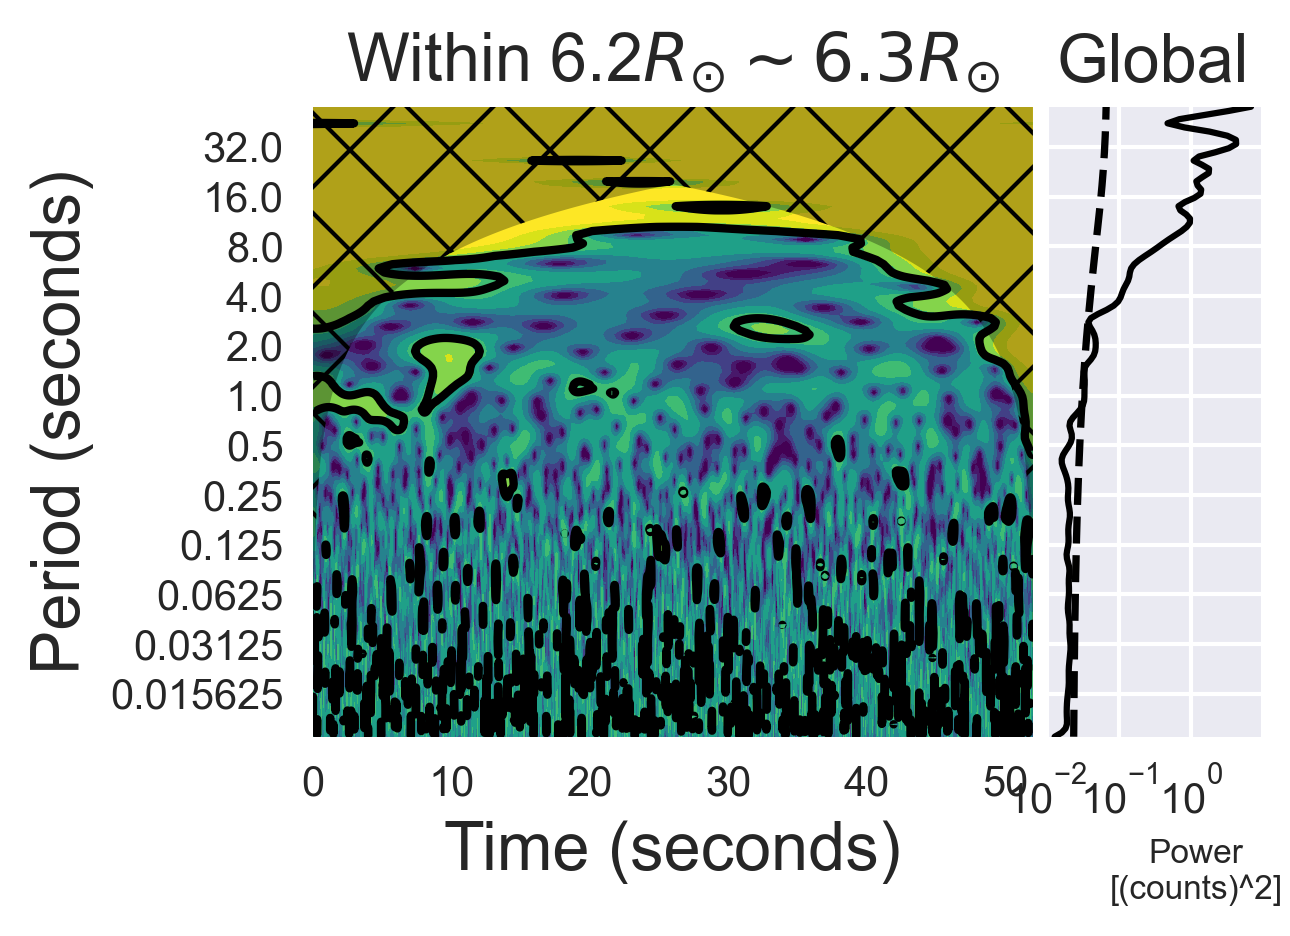 Within 6.2R⊙ ∼ 6.3R⊙
Global
Period (seconds)
32.0
16.0
8.0
4.0
2.0
1.0
0.5
0.25
0.125
0.0625
0.03125
0.015625
0 10 20 30 40 50
10⁻² 10⁻¹ 10⁰
Time (seconds)
Power
[(counts)^2]